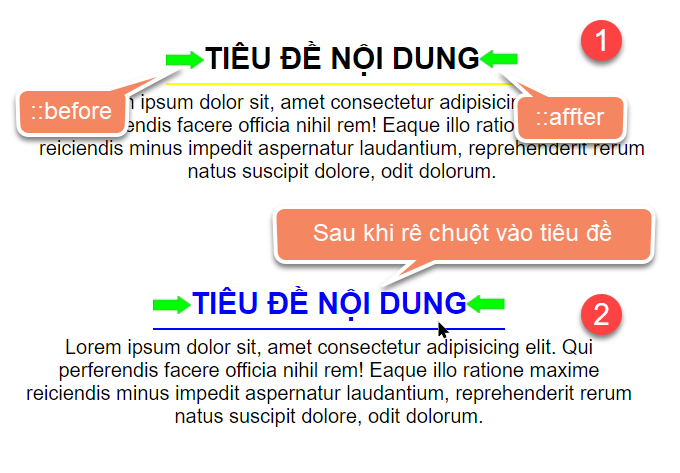 TIÊU ĐỀ NỘI DUNG
1
::before
ipsum dolor sit, amet consectetur adipisicin
::affter
endis facere officia nihil rem! Eaque illo ratione
reiciendis minus impedit aspernatur laudantium, reprehenderit rerum
natus suscipit dolore, odit dolorum.
Sau khi rê chuột vào tiêu đề
TIÊU ĐỀ NỘI DUNG
2
Lorem ipsum dolor sit, amet consectetur adipisicing elit. Qui
perferendis facere officia nihil rem! Eaque illo ratione maxime
reiciendis minus impedit aspernatur laudantium, reprehenderit rerum
natus suscipit dolore, odit dolorum.